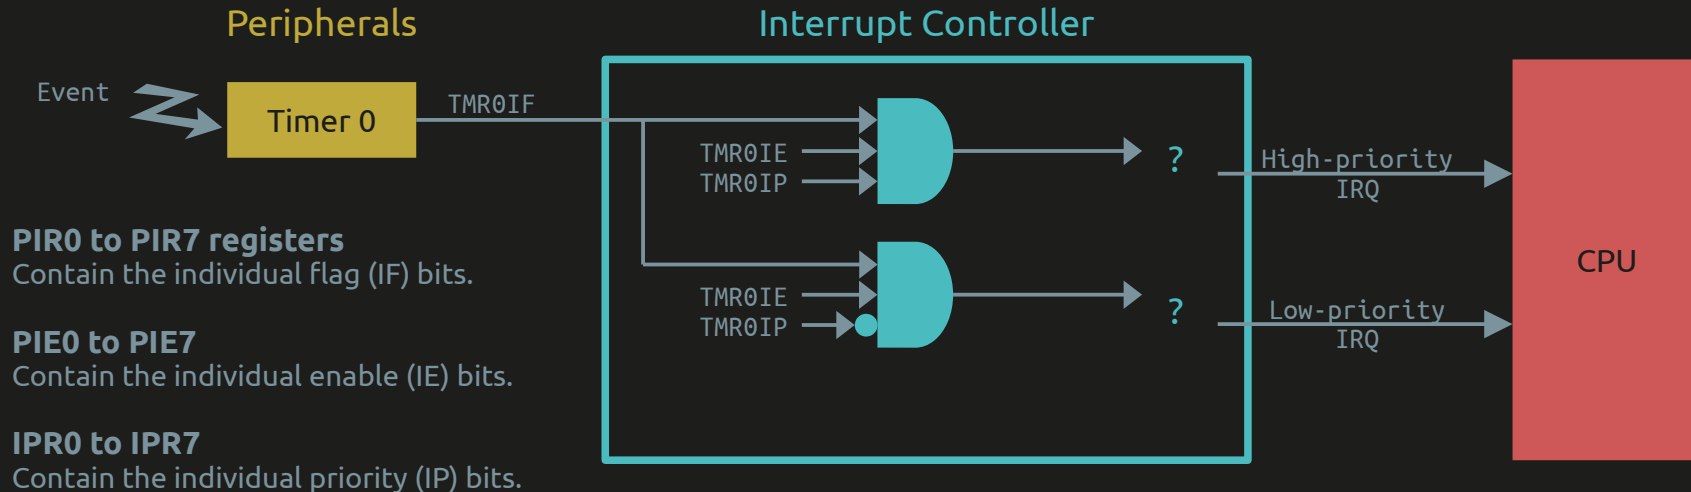 Peripherals
Interrupt Controller
Event
Timer 0
TMR0IF
TMR0IE
TMR0IP
?
High-priority
IRQ
PIR0 to PIR7 registers
Contain the individual flag (IF) bits.
TMR0IE
TMR0IP
?
Low-priority
IRQ
CPU
PIE0 to PIE7
Contain the individual enable (IE) bits.
IPR0 to IPR7
Contain the individual priority (IP) bits.